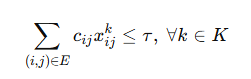 ∑_{(i,j)∈E} c_{ij} x_{ij}^{k} ≤ τ, ∀k ∈ K